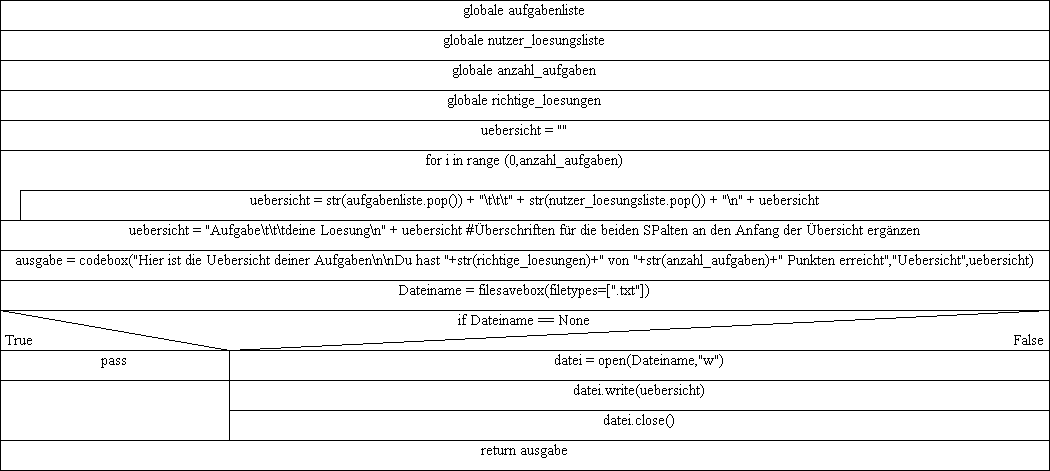 globale aufgabenliste
globale nutzer_loesungsliste
globale anzahl_aufgaben
globale richtige_loesungen
uebersicht = ""
for i in range (0,anzahl_aufgaben)
uebersicht = str(aufgabenliste.pop()) + "\t\t\t" + str(nutzer_loesungsliste.pop()) + "\n" + uebersicht
uebersicht = "Aufgabe\t\t\tdeine Loesung\n" + uebersicht #Überschriften für die beiden SPalten an den Anfang der Übersicht ergänzen
ausgabe = codebox("Hier ist die Uebersicht deiner Aufgaben\n\nDu hast "+str(richtige_loesungen)+" von "+str(anzahl_aufgaben)+" Punkten erreicht","Uebersicht",uebersicht)
Dateiname = filesavebox(filetypes=[".txt"])
if Dateiname == None
True
False
pass
datei = open(Dateiname,"w")
datei.write(uebersicht)
datei.close()
return ausgabe